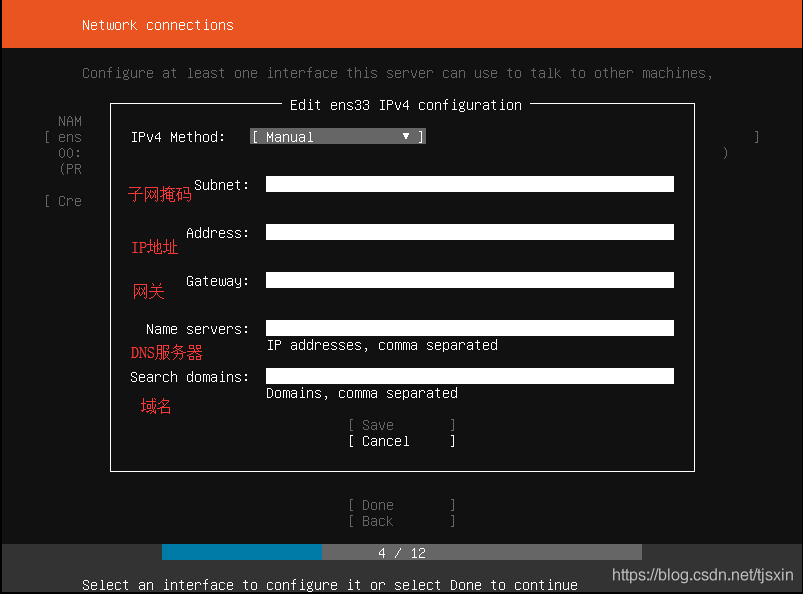 Network connections
Configure at least one interface this server can use to talk to other machines,
Edit ens33 IPv4 configuration
NAM
[ ens ]
00: )
(PR
[ Cre
IPv4 Method: [ Manual ▼ ]
Subnet:
子网掩码
Address:
IP地址
Gateway:
网关
Name servers:
IP addresses, comma separated
DNS服务器
Search domains:
Domains, comma separated
域名
[ Save ]
[ Cancel ]
[ Done ]
[ Back ]
4 / 12
Select an interface to configure it or select Done to continue
https://blog.csdn.net/tjsxin